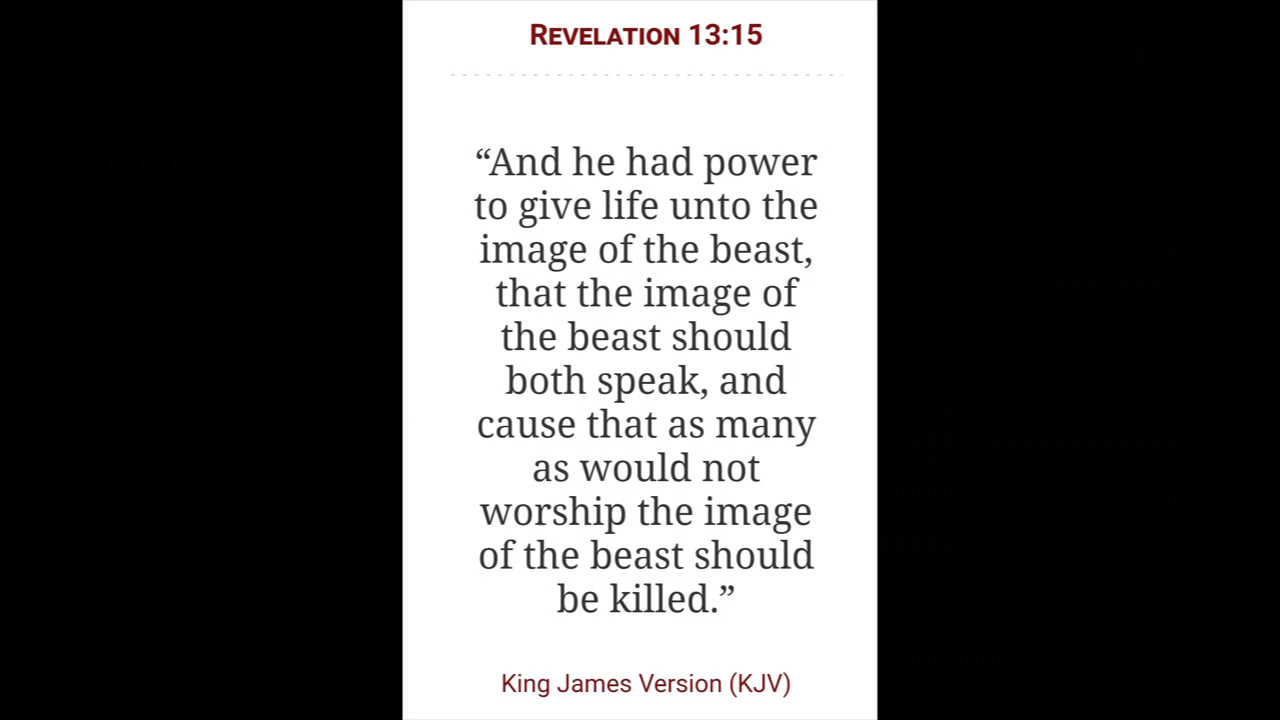 Revelation 13:15
“And he had power
to give life unto the
image of the beast,
that the image of
the beast should
both speak, and
cause that as many
as would not
worship the image
of the beast should
be killed.”
King James Version (KJV)